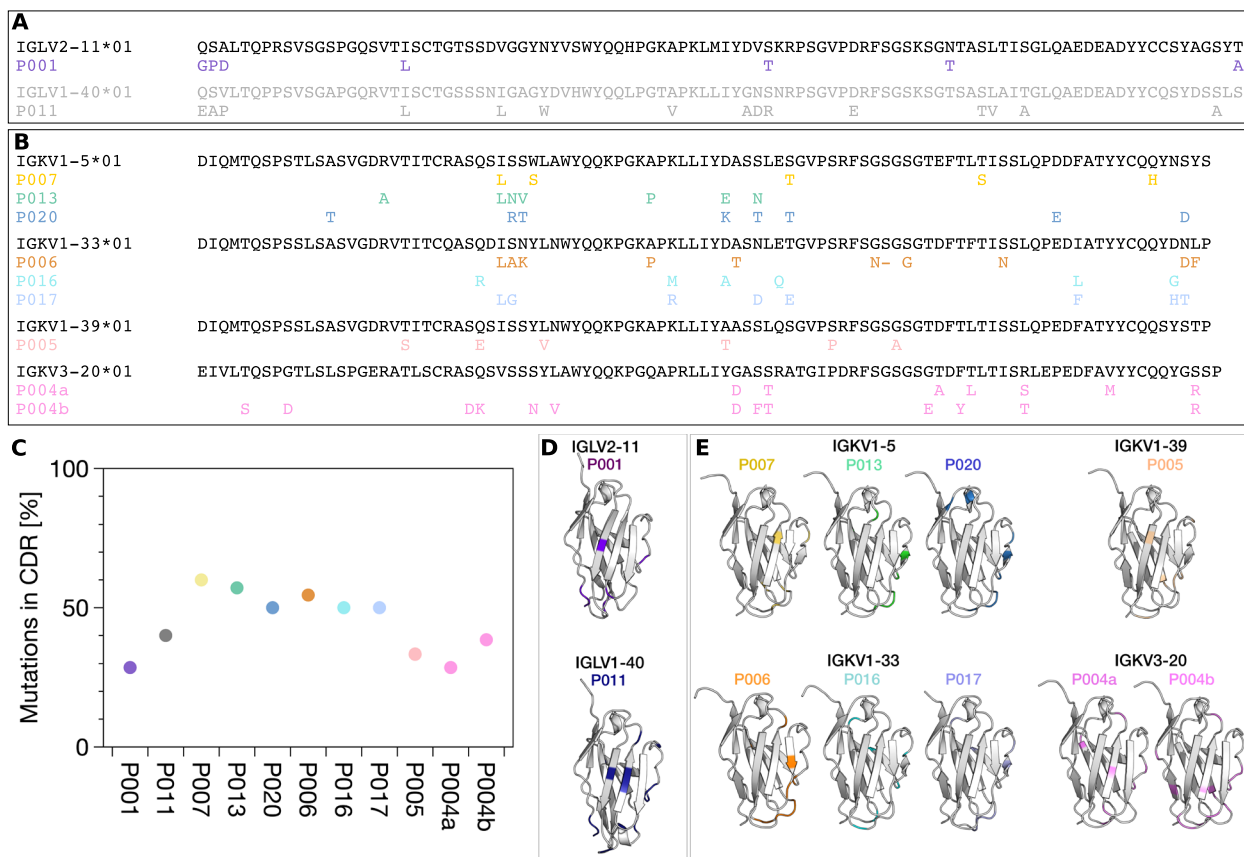 A
IGLV2-11*01 QSALTQPRSVSGSPGQSVTISCTGTSSDVGGYNYVSWYQQHPGKAPKLMIYDVSKRPSGVPDRFSGSKSGNTASLTISGLQAEDEADYYCCSYAGSYT
P001 GPD L T T A
IGLV1-40*01 QSVLTQPPSVSGAPGQRVTISCTGSSSNIGAGYDVHWYQQLPGTAPKLLIYGNSNRPSGVPDRFSGSKSGTSASLAITGLQAEDEADYYCQSYDSSLS
P011 EAP L L W V ADR E TV A A
B
IGKV1-5*01 DIQMTQSPSTLSASVGDRVTITCRASQSISSWLAWYQQKPGKAPKLLIYDASSLESGVPSRFSGSGSGTEFTLTISSLQPDDFATYYCQQYNSYS
P007 L S T S H
P013 A LNV P E N
P020 T RT K T T E D
IGKV1-33*01 DIQMTQSPSSLSASVGDRVTITCQASQDISNYLNWYQQKPGKAPKLLIYDASNLETGVPSRFSGSGSGTDFTFTISSLQPEDIATYYCQQYDNLP
P006 LAK P T N- G N DF
P016 R M A Q L G
P017 LG R D E F HT
IGKV1-39*01 DIQMTQSPSSLSASVGDRVTITCRASQSISSYLNWYQQKPGKAPKLLIYAASSLQSGVPSRFSGSGSGTDFTLTISSLQPEDFATYYCQQSYSTP
P005 S E V T P A
IGKV3-20*01 EIVLTQSPGTLSLSPGERATLSCRASQSVSSSYLAWYQQKPGQAPRLLIYGASSRATGIPDRFSGSGSGTDFTLTISRLEPEDFAVYYCQQYGSSP
P004a D T A L S M R
P004b S D DK N V D FT E Y T R
C
Mutations in CDR [%]
100
50
0
P001 P011 P007 P013 P020 P006 P016 P017 P005 P004a P004b
D
IGLV2-11
P001
IGLV1-40
P011
E
IGKV1-5
P007 P013 P020
IGKV1-39
P005
IGKV1-33
P006 P016 P017
IGKV3-20
P004a P004b